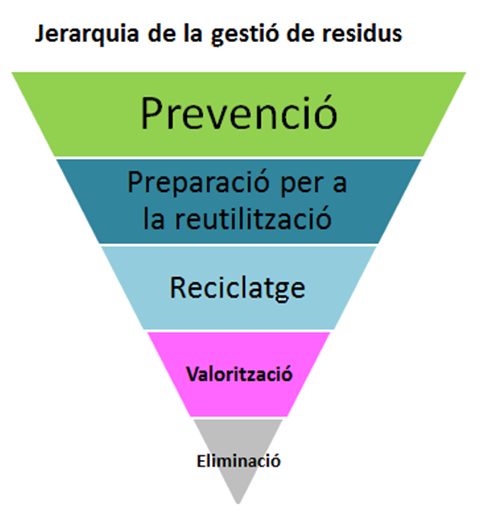 Jerarquia de la gestió de residus
Prevenció
Preparació per a
la reutilització
Reciclatge
Valorització
Eliminació